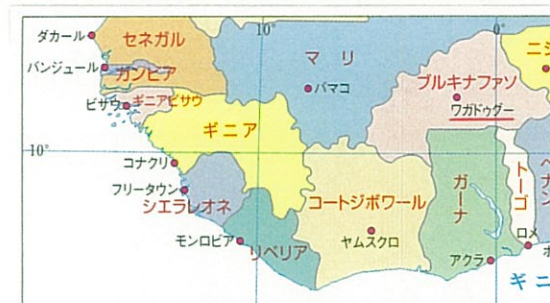 10°
0°
ダカール
セネガル
マリ
ニジ
バンジュール
ガンビア
バマコ
ブルキナファソ
ビサウ
ギニアビサウ
ワガドゥグー
ギニア
10°
コナクリ
フリータウン
シエラレオネ
コートジボワール
ガーナ
トーゴ
ベナン
モンロビア
リベリア
ヤムスクロ
アクラ
ロメ
ポ
ギニ